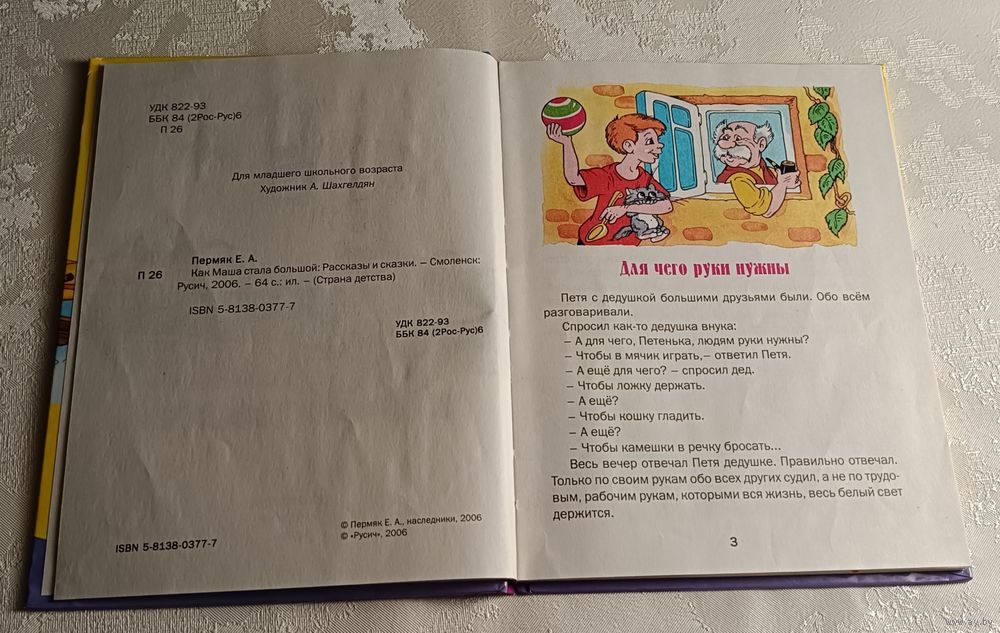 УДК 822-93
ББК 84 (2Рос-Рус)6
П 26
Для младшего школьного возраста
Художник А. Шахгелдян
Пермяк Е. А.
П 26 Как Маша стала большой: Рассказы и сказки. – Смоленск:
Русич, 2006. – 64 с.: ил. – (Страна детства)
ISBN 5-8138-0377-7
УДК 822-93
ББК 84 (2Рос-Рус)6
© Пермяк Е. А., наследники, 2006
© «Русич», 2006
ISBN 5-8138-0377-7
Для чего руки нужны
Петя с дедушкой большими друзьями были. Обо всём
разговаривали.
Спросил как-то дедушка внука:
– А для чего, Петенька, людям руки нужны?
– Чтобы в мячик играть,– ответил Петя.
– А ещё для чего? – спросил дед.
– Чтобы ложку держать.
– А ещё?
– Чтобы кошку гладить.
– А ещё?
– Чтобы камешки в речку бросать...
Весь вечер отвечал Петя дедушке. Правильно отвечал.
Только по своим рукам обо всех других судил, а не по трудо-
вым, рабочим рукам, которыми вся жизнь, весь белый свет
держится.
3
www.ay.by